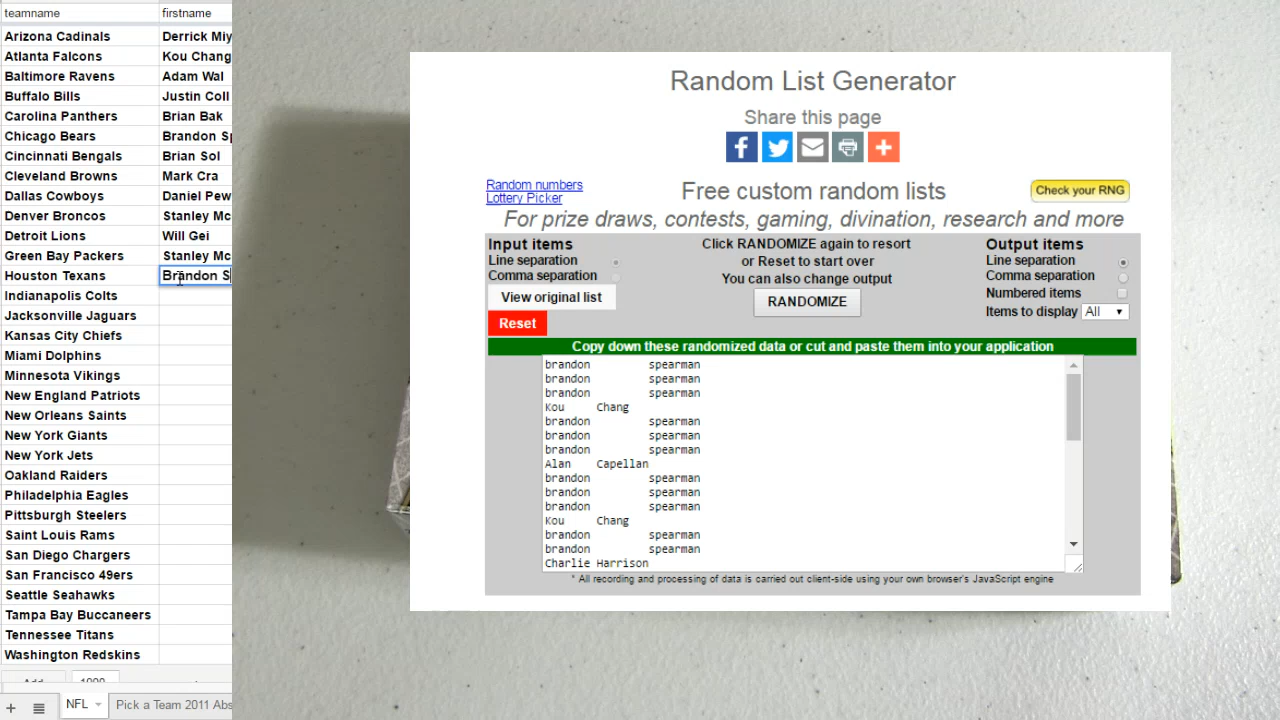 teamname firstname
Arizona Cadinals Derrick Miy
Atlanta Falcons Kou Chang
Baltimore Ravens Adam Wal
Buffalo Bills Justin Coll
Carolina Panthers Brian Bak
Chicago Bears Brandon Sp
Cincinnati Bengals Brian Sol
Cleveland Browns Mark Cra
Dallas Cowboys Daniel Pew
Denver Broncos Stanley Mc
Detroit Lions Will Gei
Green Bay Packers Stanley Mc
Houston Texans Brandon S
Indianapolis Colts
Jacksonville Jaguars
Kansas City Chiefs
Miami Dolphins
Minnesota Vikings
New England Patriots
New Orleans Saints
New York Giants
New York Jets
Oakland Raiders
Philadelphia Eagles
Pittsburgh Steelers
Saint Louis Rams
San Diego Chargers
San Francisco 49ers
Seattle Seahawks
Tampa Bay Buccaneers
Tennessee Titans
Washington Redskins
Add 1000
NFL Pick a Team 2011 Abs
Random List Generator
Share this page
Random numbers
Lottery Picker
Free custom random lists
Check your RNG
For prize draws, contests, gaming, divination, research and more
Input items
Line separation
Comma separation
View original list
Reset
Click RANDOMIZE again to resort
or Reset to start over
You can also change output
RANDOMIZE
Output items
Line separation
Comma separation
Numbered items
Items to display All
Copy down these randomized data or cut and paste them into your application
brandon spearman
brandon spearman
brandon spearman
Kou Chang
brandon spearman
brandon spearman
brandon spearman
Alan Capellan
brandon spearman
brandon spearman
brandon spearman
Kou Chang
brandon spearman
brandon spearman
Charlie Harrison
* All recording and processing of data is carried out client-side using your own browser's JavaScript engine